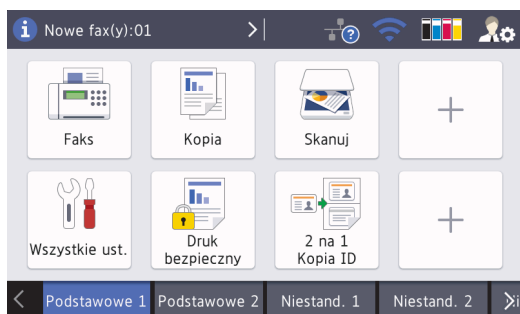 Nowe fax(y):01
Faks
Kopia
Skanuj
Wszystkie ust.
Druk
bezpieczny
2 na 1
Kopia ID
Podstawowe 1
Podstawowe 2
Niestand. 1
Niestand. 2